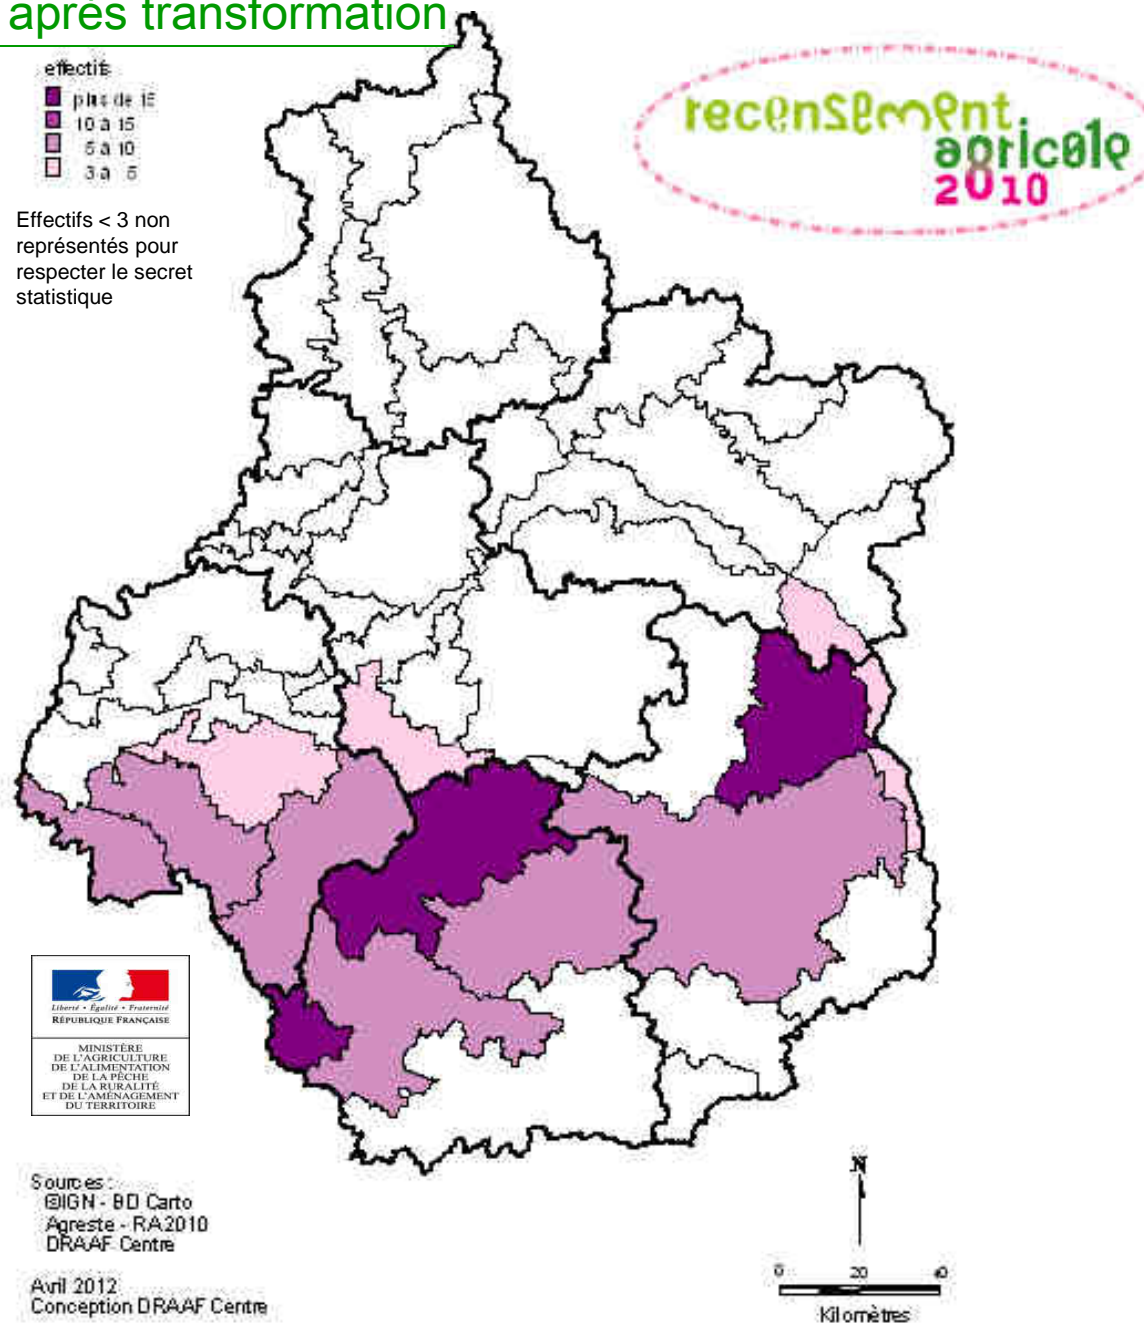 après transformation
effectifs
plus de 15
10 à 15
5 à 10
3 à 5
Effectifs < 3 non
représentés pour
respecter le secret
statistique
recensement
agricole
2010
Liberté • Égalité • Fraternité
RÉPUBLIQUE FRANÇAISE
MINISTÈRE
DE L'AGRICULTURE
DE L'ALIMENTATION
DE LA PÊCHE
DE LA RURALITÉ
ET DE L'AMÉNAGEMENT
DU TERRITOIRE
Sources :
©IGN - BD Carto
Agreste - RA2010
DRAAF Centre
Avril 2012
Conception DRAAF Centre
N
0 20 40
Kilomètres